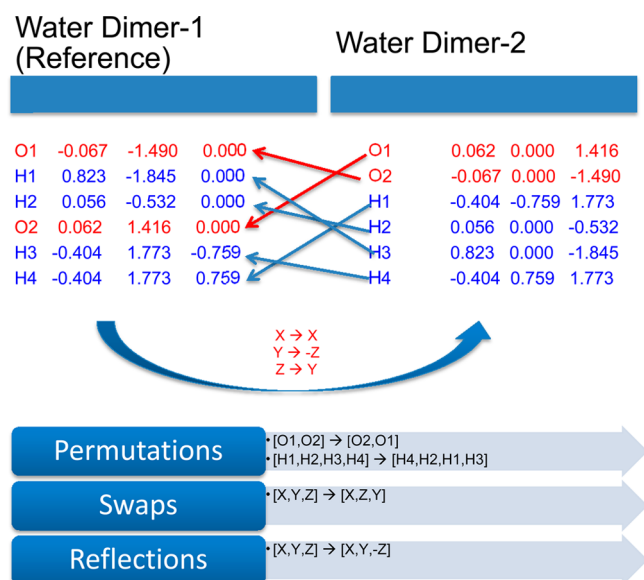 Water Dimer-1
(Reference)
Water Dimer-2
O1 -0.067 -1.490 0.000
H1 0.823 -1.845 0.000
H2 0.056 -0.532 0.000
O2 0.062 1.416 0.000
H3 -0.404 1.773 -0.759
H4 -0.404 1.773 0.759
O1 0.062 0.000 1.416
O2 -0.067 0.000 -1.490
H1 -0.404 -0.759 1.773
H2 0.056 0.000 -0.532
H3 0.823 0.000 -1.845
H4 -0.404 0.759 1.773
X → X
Y → -Z
Z → Y
Permutations
• [O1,O2] → [O2,O1]
• [H1,H2,H3,H4] → [H4,H2,H1,H3]
Swaps
• [X,Y,Z] → [X,Z,Y]
Reflections
• [X,Y,Z] → [X,Y,-Z]